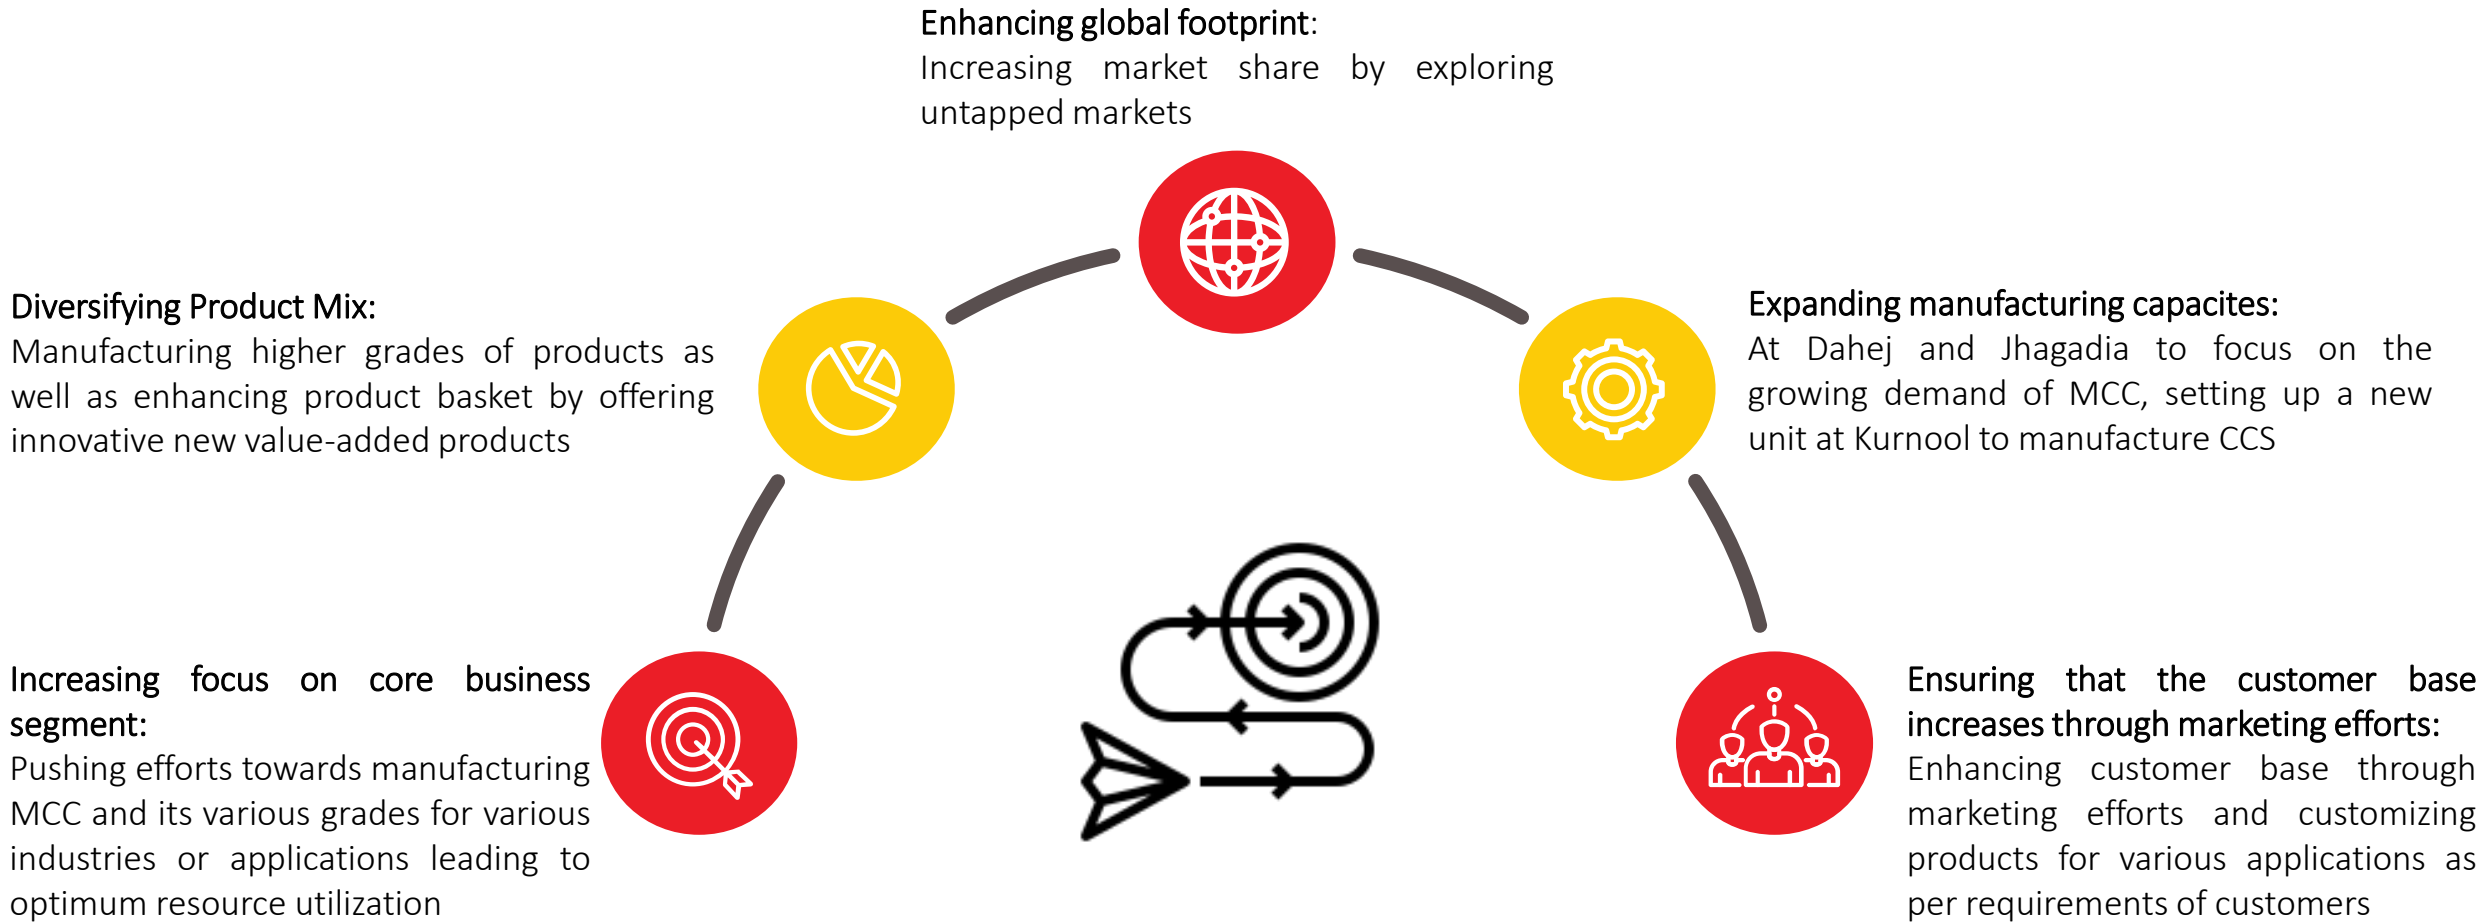 Enhancing global footprint:
Increasing market share by exploring
untapped markets
Diversifying Product Mix:
Manufacturing higher grades of products as
well as enhancing product basket by offering
innovative new value-added products
Expanding manufacturing capacites:
At Dahej and Jhagadia to focus on the
growing demand of MCC, setting up a new
unit at Kurnool to manufacture CCS
Increasing focus on core business
segment:
Pushing efforts towards manufacturing
MCC and its various grades for various
industries or applications leading to
optimum resource utilization
Ensuring that the customer base
increases through marketing efforts:
Enhancing customer base through
marketing efforts and customizing
products for various applications as
per requirements of customers